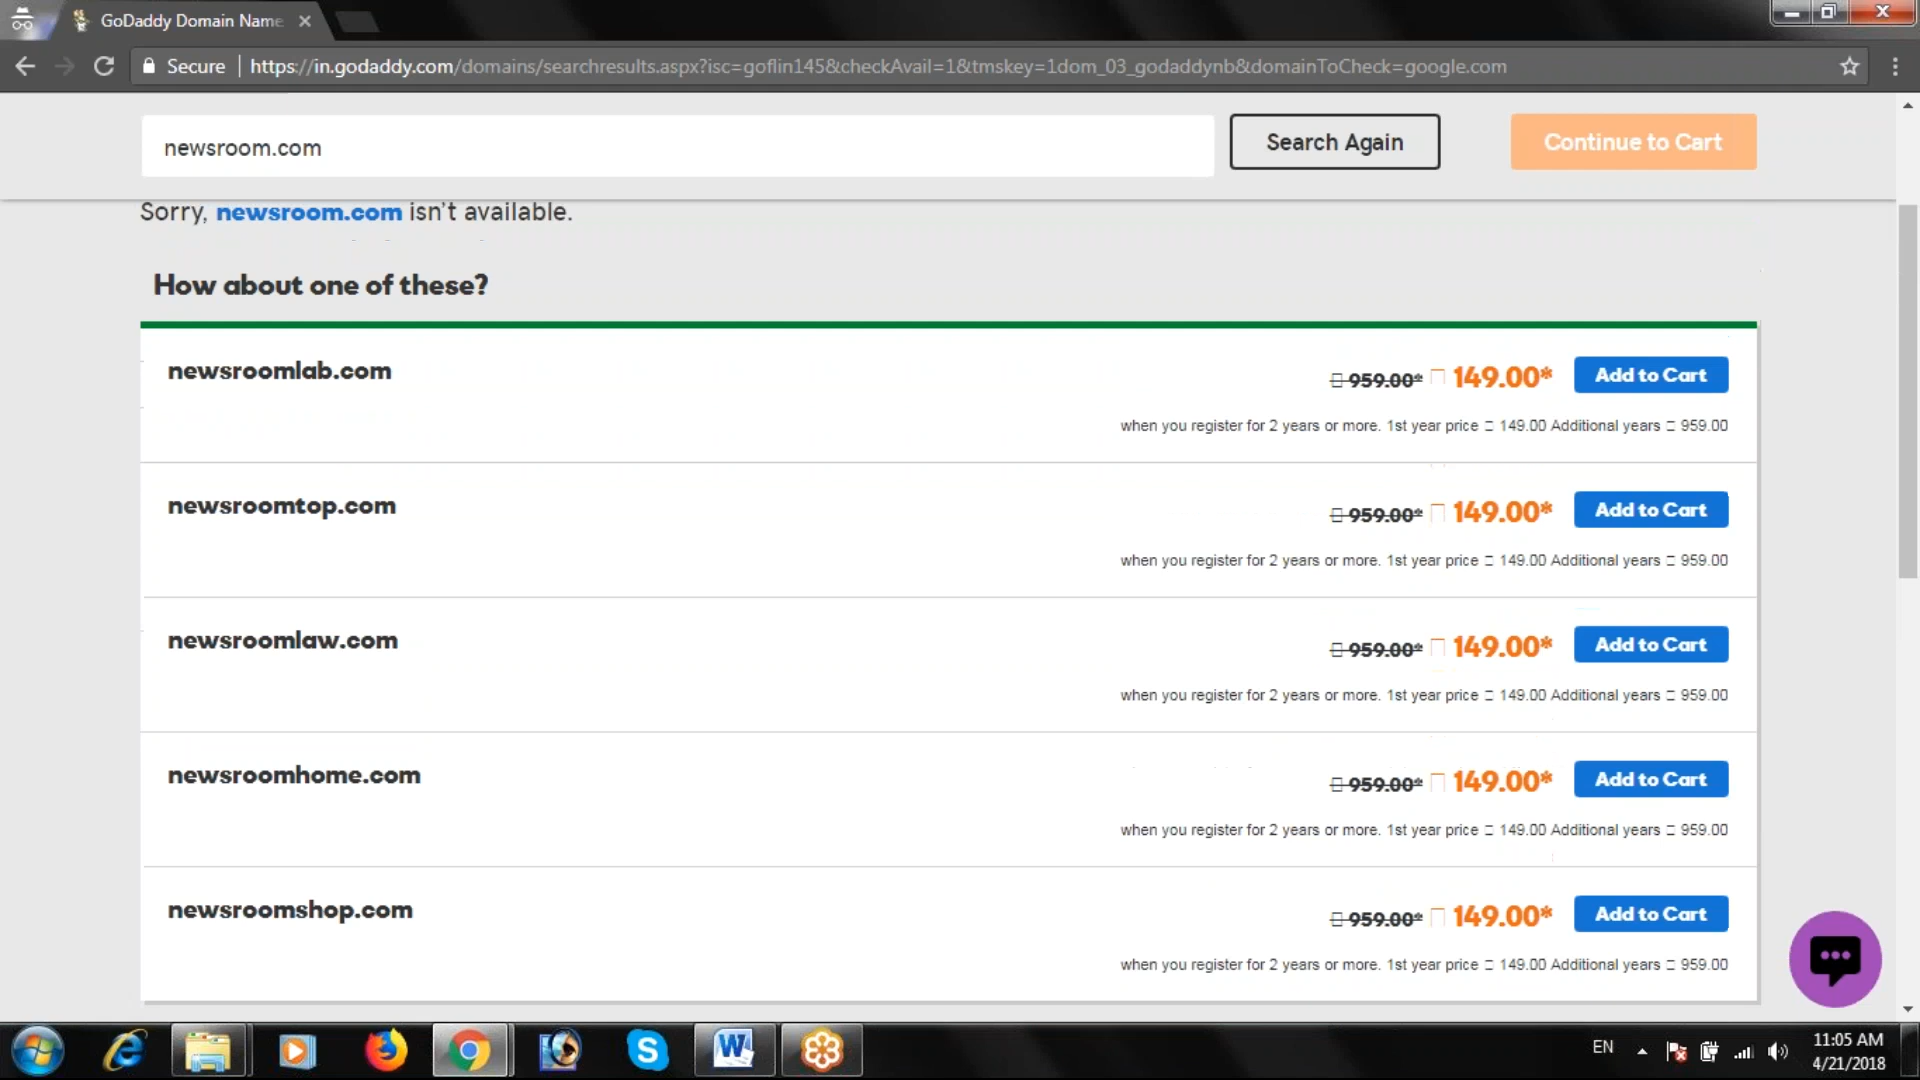 GoDaddy Domain Name
Secure
https://in.godaddy.com/domains/searchresults.aspx?isc=goflin145&checkAvail=1&tmskey=1dom_03_godaddynb&domainToCheck=google.com
newsroom.com
Search Again
Continue to Cart
Sorry, newsroom.com isn't available.
How about one of these?
newsroomlab.com
959.00* 149.00*
Add to Cart
when you register for 2 years or more. 1st year price 149.00 Additional years 959.00
newsroomtop.com
959.00* 149.00*
Add to Cart
when you register for 2 years or more. 1st year price 149.00 Additional years 959.00
newsroomlaw.com
959.00* 149.00*
Add to Cart
when you register for 2 years or more. 1st year price 149.00 Additional years 959.00
newsroomhome.com
959.00* 149.00*
Add to Cart
when you register for 2 years or more. 1st year price 149.00 Additional years 959.00
newsroomshop.com
959.00* 149.00*
Add to Cart
when you register for 2 years or more. 1st year price 149.00 Additional years 959.00
EN
11:05 AM
4/21/2018